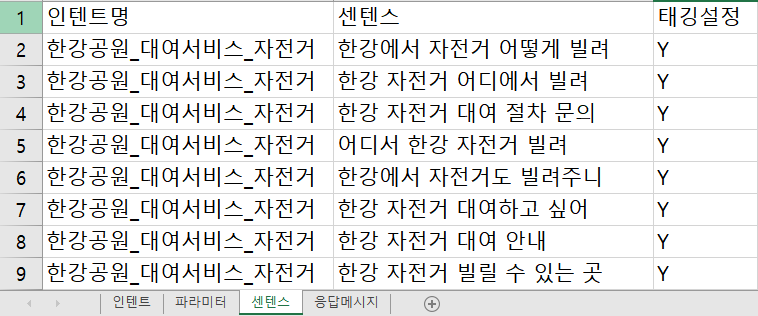 1 인텐트명 센텐스 태깅설정
2 한강공원_대여서비스_자전거 한강에서 자전거 어떻게 빌려 Y
3 한강공원_대여서비스_자전거 한강 자전거 어디에서 빌려 Y
4 한강공원_대여서비스_자전거 한강 자전거 대여 절차 문의 Y
5 한강공원_대여서비스_자전거 어디서 한강 자전거 빌려 Y
6 한강공원_대여서비스_자전거 한강에서 자전거도 빌려주니 Y
7 한강공원_대여서비스_자전거 한강 자전거 대여하고 싶어 Y
8 한강공원_대여서비스_자전거 한강 자전거 대여 안내 Y
9 한강공원_대여서비스_자전거 한강 자전거 빌릴 수 있는 곳 Y
인텐트 파라미터 센텐스 응답메시지